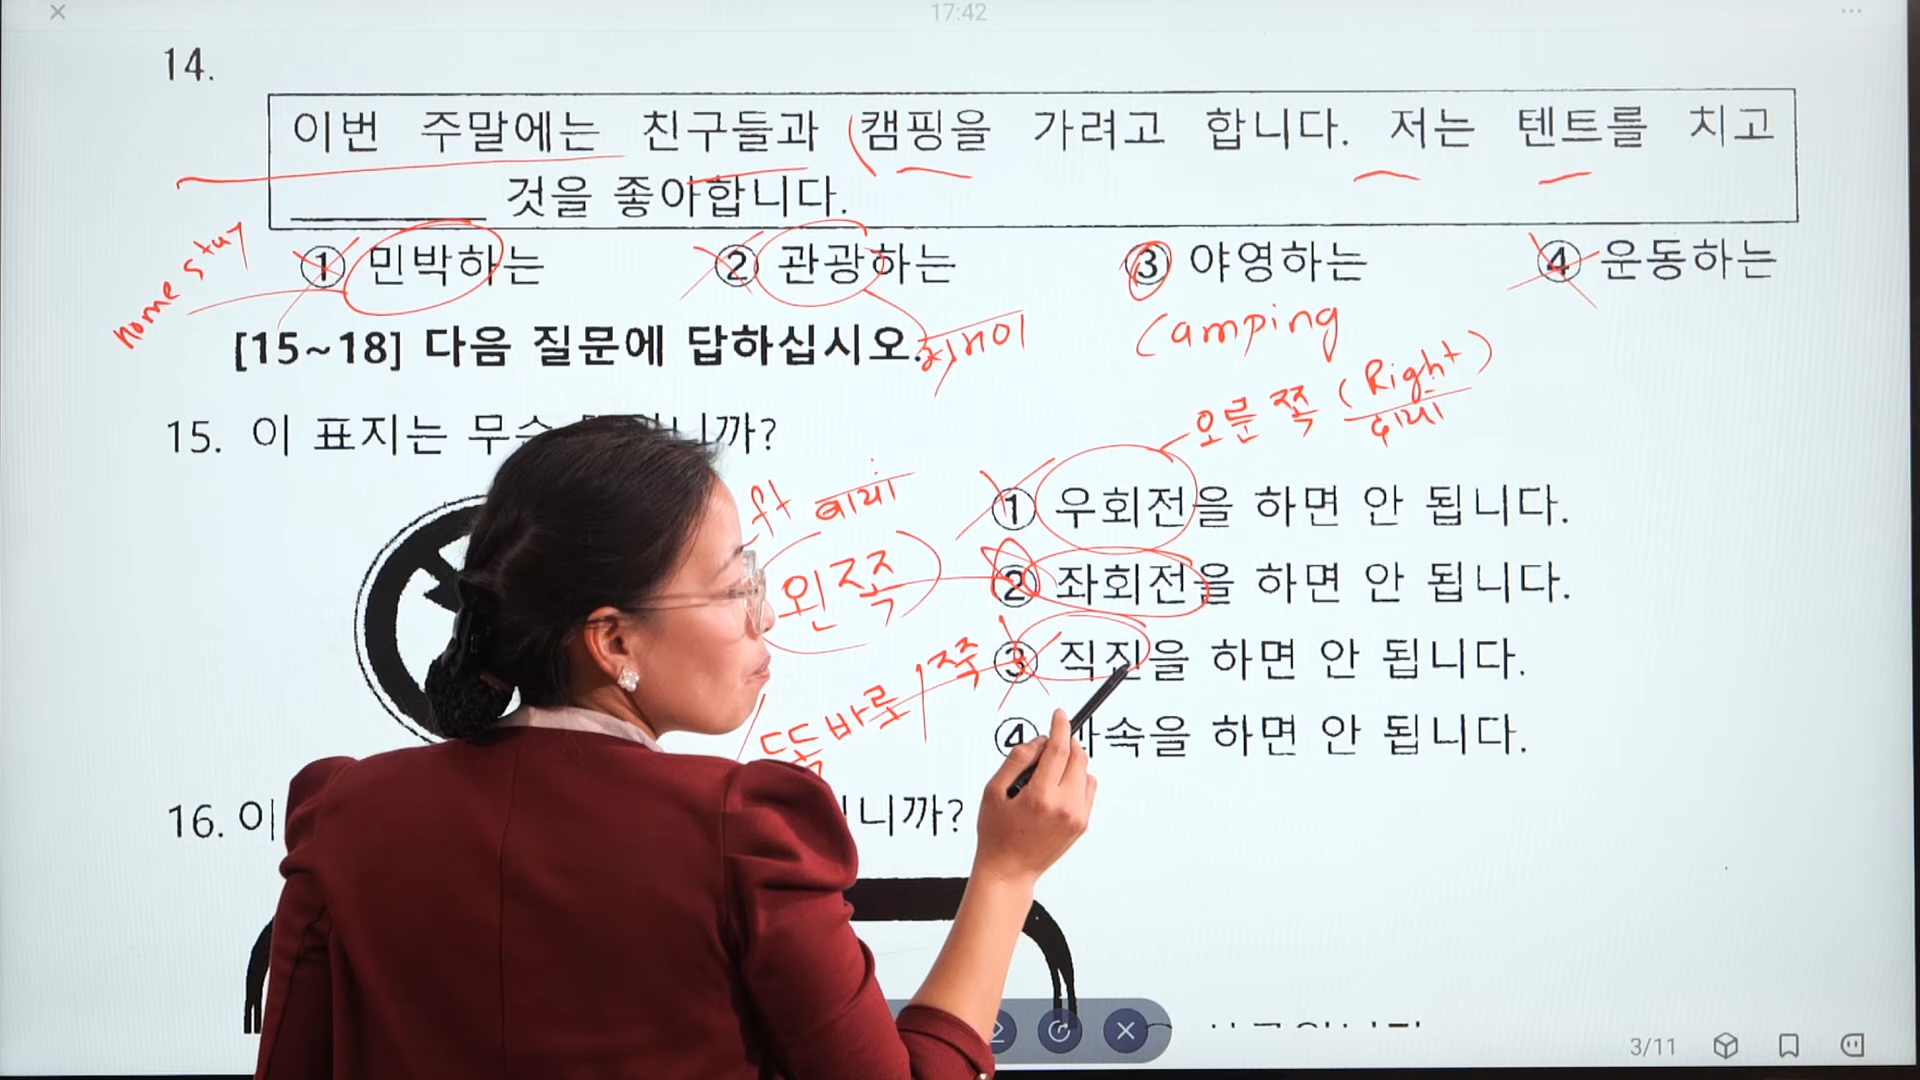 17:42
14.
이번 주말에는 친구들과 캠핑을 가려고 합니다. 저는 텐트를 치고
것을 좋아합니다.
① 민박하는 ② 관광하는 ③ 야영하는 ④ 운동하는
home stay
camping
[15~18] 다음 질문에 답하십시오.
오른쪽 (Right)
15. 이 표지는 무슨
니까?
① 우회전을 하면 안 됩니다.
왼쪽
② 좌회전을 하면 안 됩니다.
③ 직진을 하면 안 됩니다.
똑바로 / 쭉
④ 속을 하면 안 됩니다.
16. 이
니까?
3/11